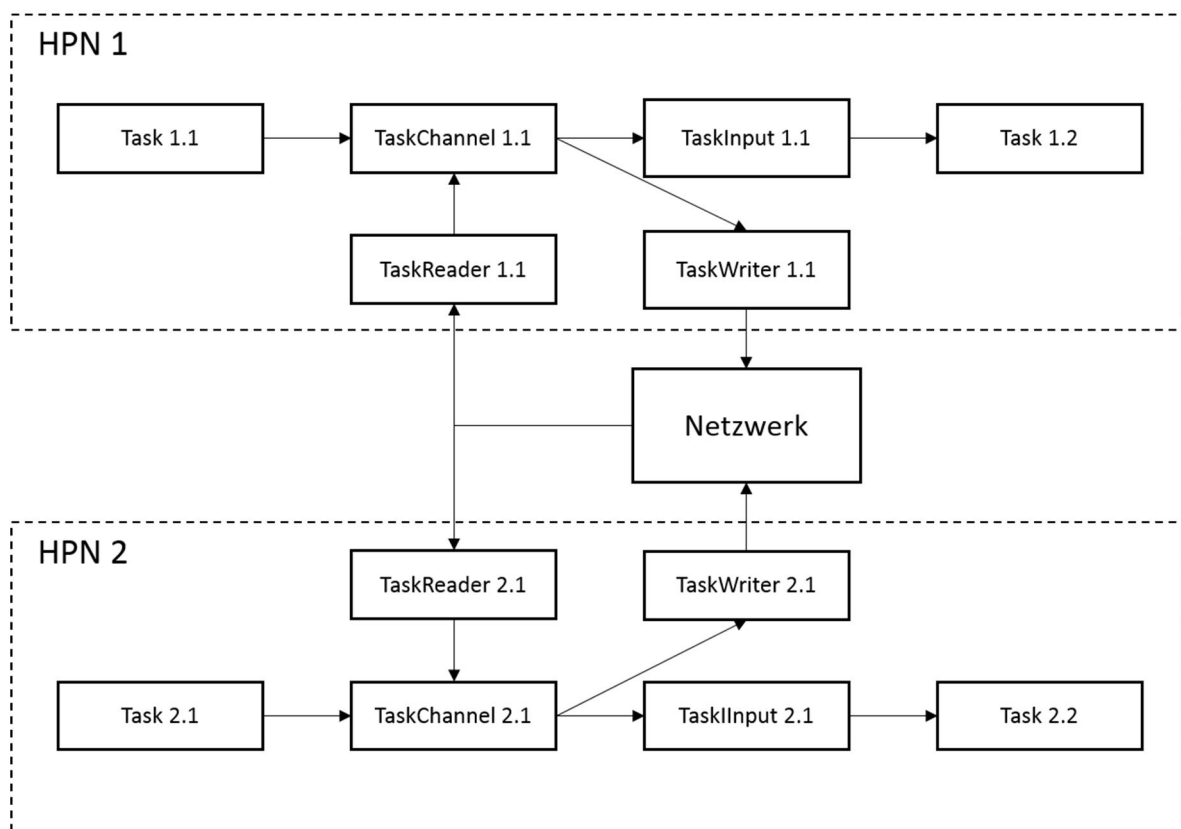 HPN 1
Task 1.1
TaskChannel 1.1
TaskInput 1.1
Task 1.2
TaskReader 1.1
TaskWriter 1.1
Netzwerk
HPN 2
TaskReader 2.1
TaskWriter 2.1
Task 2.1
TaskChannel 2.1
TaskIInput 2.1
Task 2.2